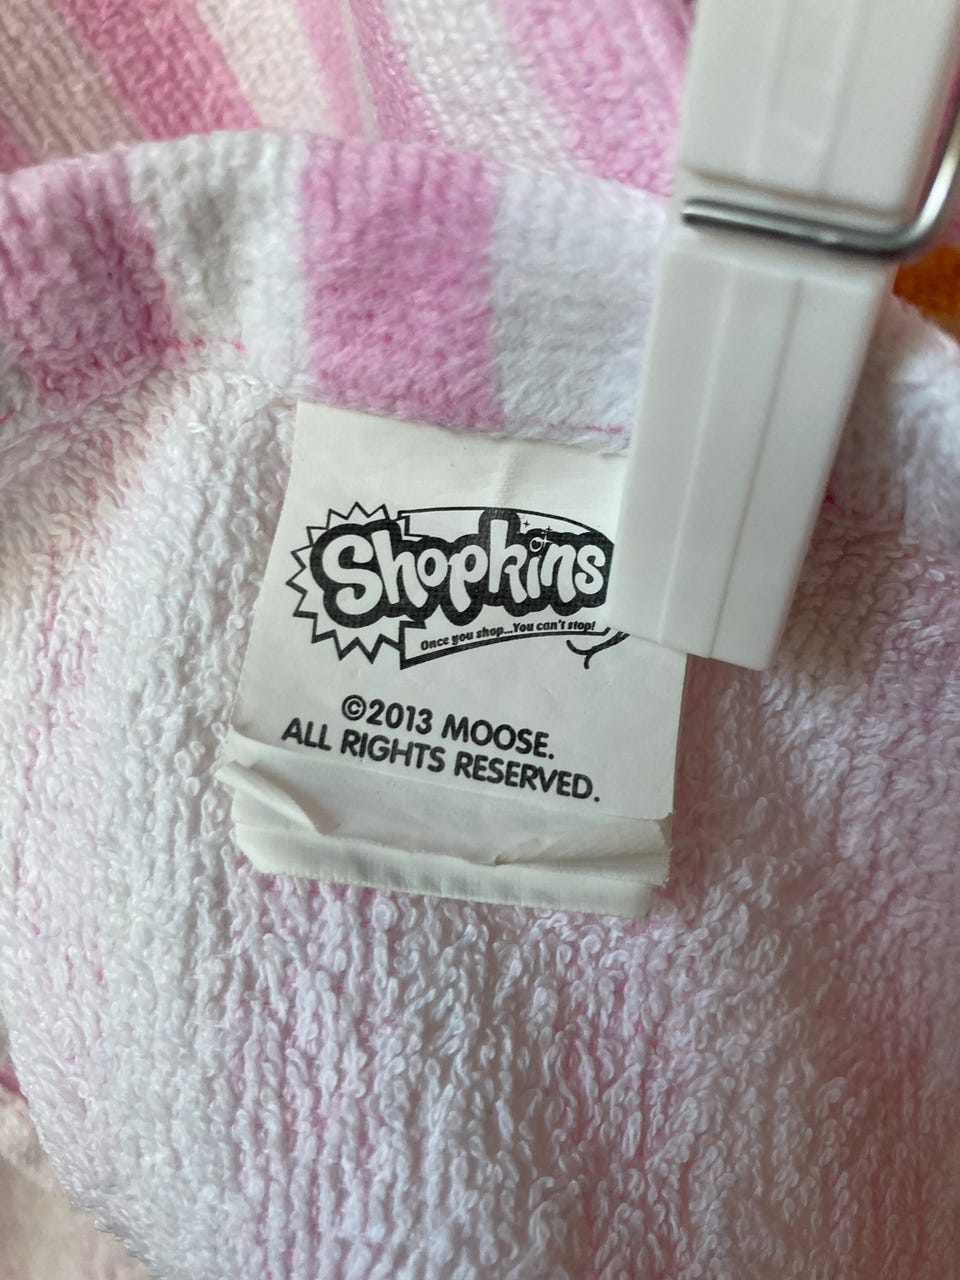 Shopkins
Once you shop...You can't stop!
©2013 MOOSE.
ALL RIGHTS RESERVED.